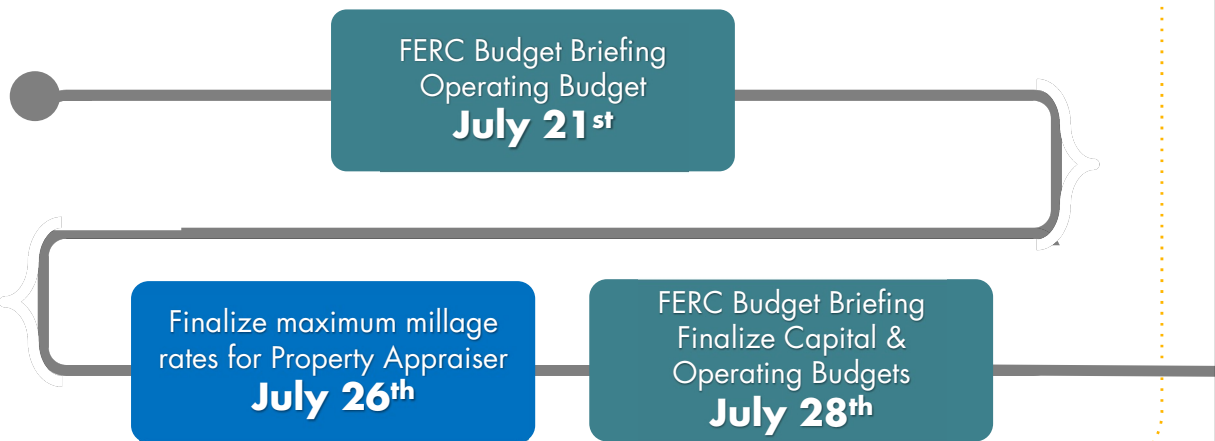 FERC Budget Briefing
Operating Budget
July 21st
Finalize maximum millage
rates for Property Appraiser
July 26th
FERC Budget Briefing
Finalize Capital &
Operating Budgets
July 28th